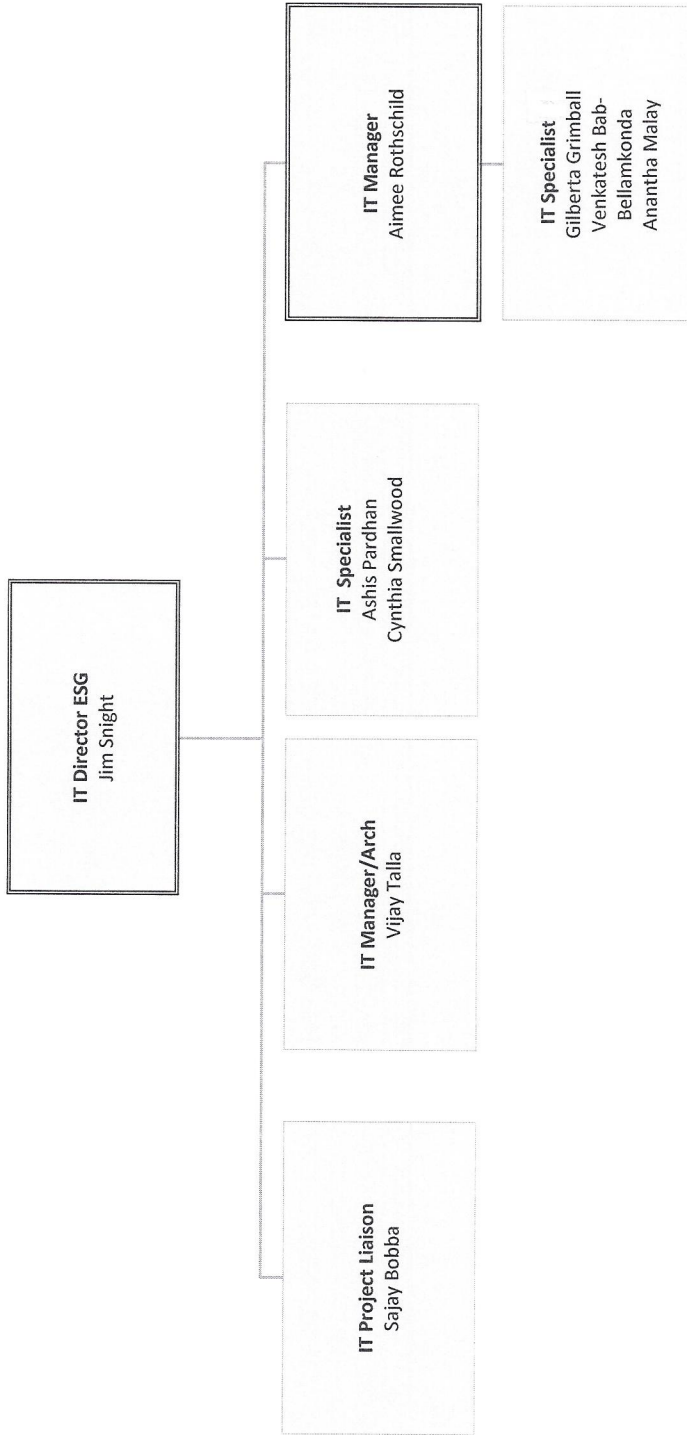 IT Director ESG
Jim Snight
IT Project Liaison
Sajay Bobba
IT Manager/Arch
Vijay Talla
IT Specialist
Ashis Pardhan
Cynthia Smallwood
IT Manager
Aimee Rothschild
IT Specialist
Gilberta Grimball
Venkatesh Bab-
Bellamkonda
Anantha Malay